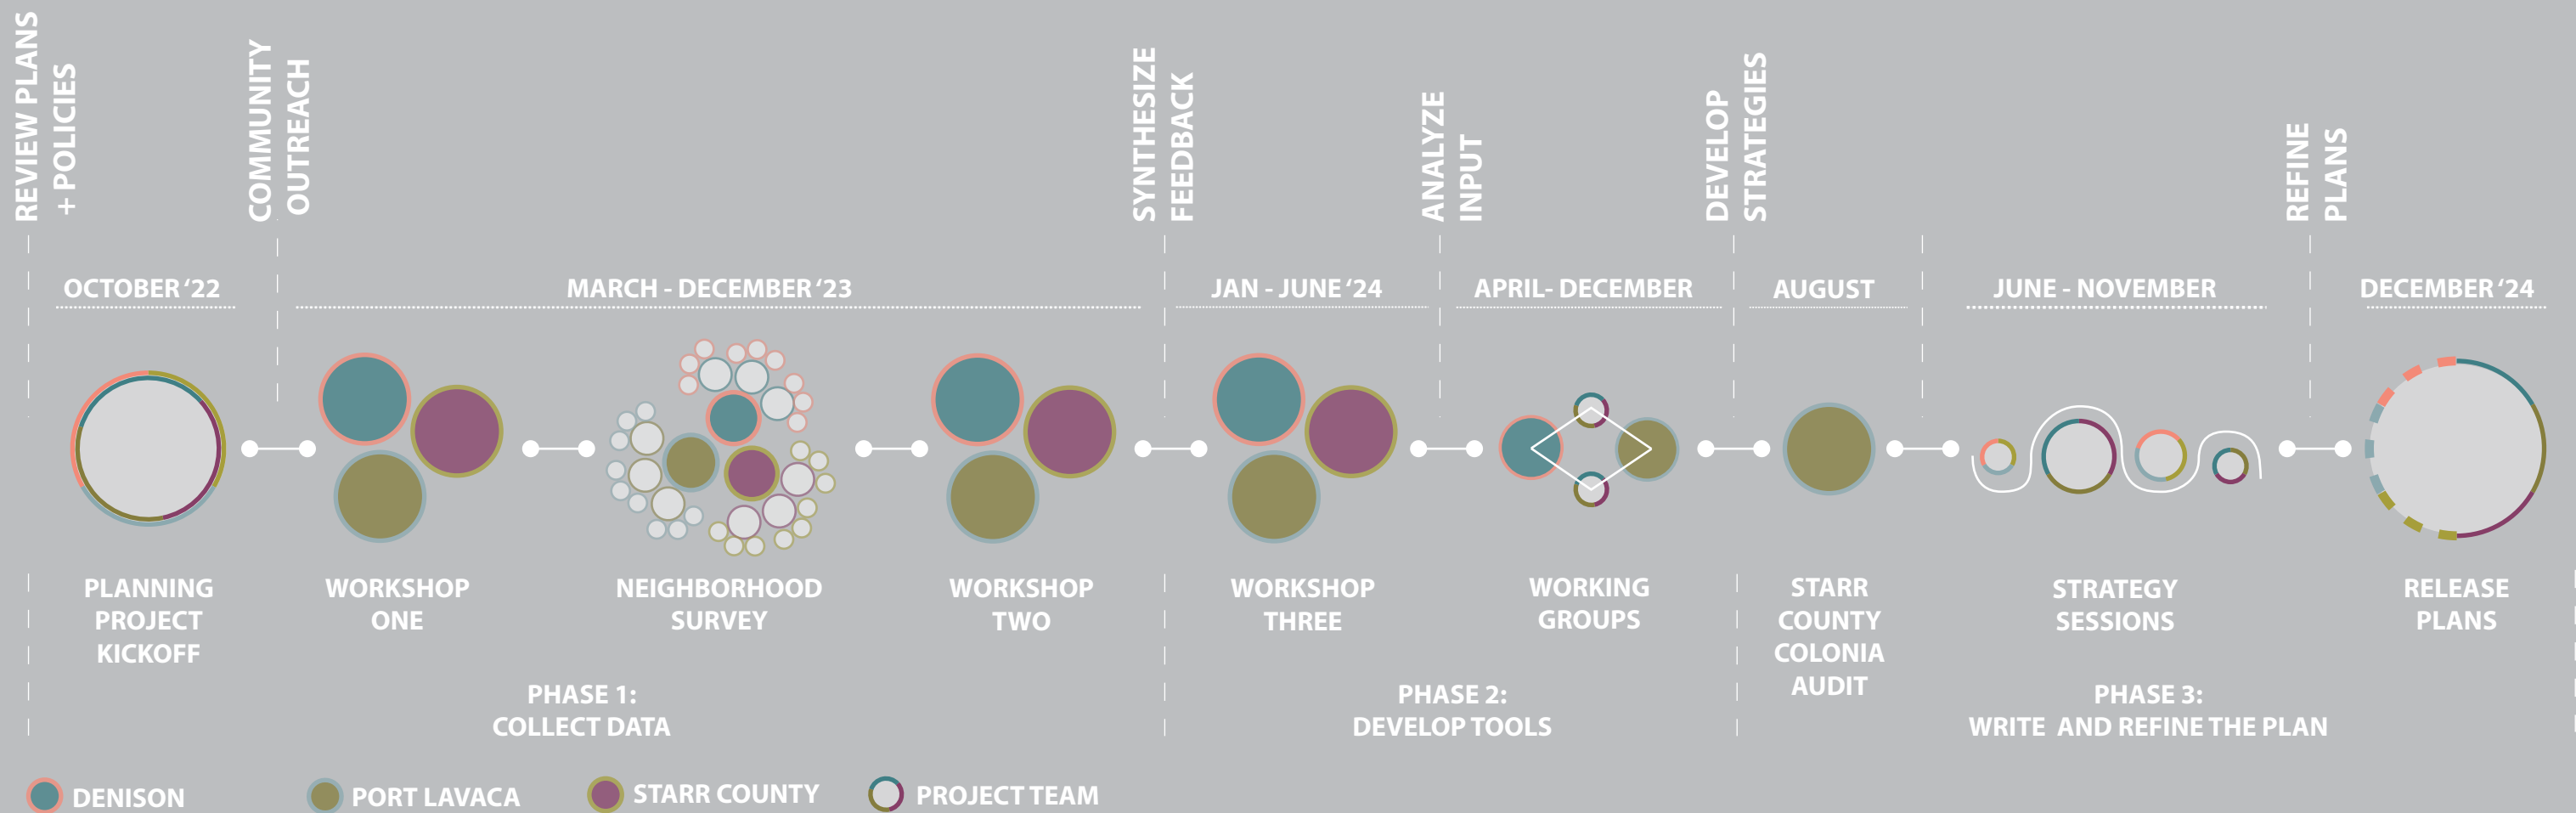 REVIEW PLANS
+ POLICIES
COMMUNITY
OUTREACH
SYNTHESIZE
FEEDBACK
ANALYZE
INPUT
DEVELOP
STRATEGIES
REFINE
PLANS
OCTOBER ‘22
MARCH - DECEMBER ‘23
JAN - JUNE ‘24
APRIL- DECEMBER
AUGUST
JUNE - NOVEMBER
DECEMBER ‘24
PLANNING
PROJECT
KICKOFF
WORKSHOP
ONE
NEIGHBORHOOD
SURVEY
WORKSHOP
TWO
WORKSHOP
THREE
WORKING
GROUPS
STARR
COUNTY
COLONIA
AUDIT
STRATEGY
SESSIONS
RELEASE
PLANS
PHASE 1:
COLLECT DATA
PHASE 2:
DEVELOP TOOLS
PHASE 3:
WRITE  AND REFINE THE PLAN
DENISON
PORT LAVACA
STARR COUNTY
PROJECT TEAM